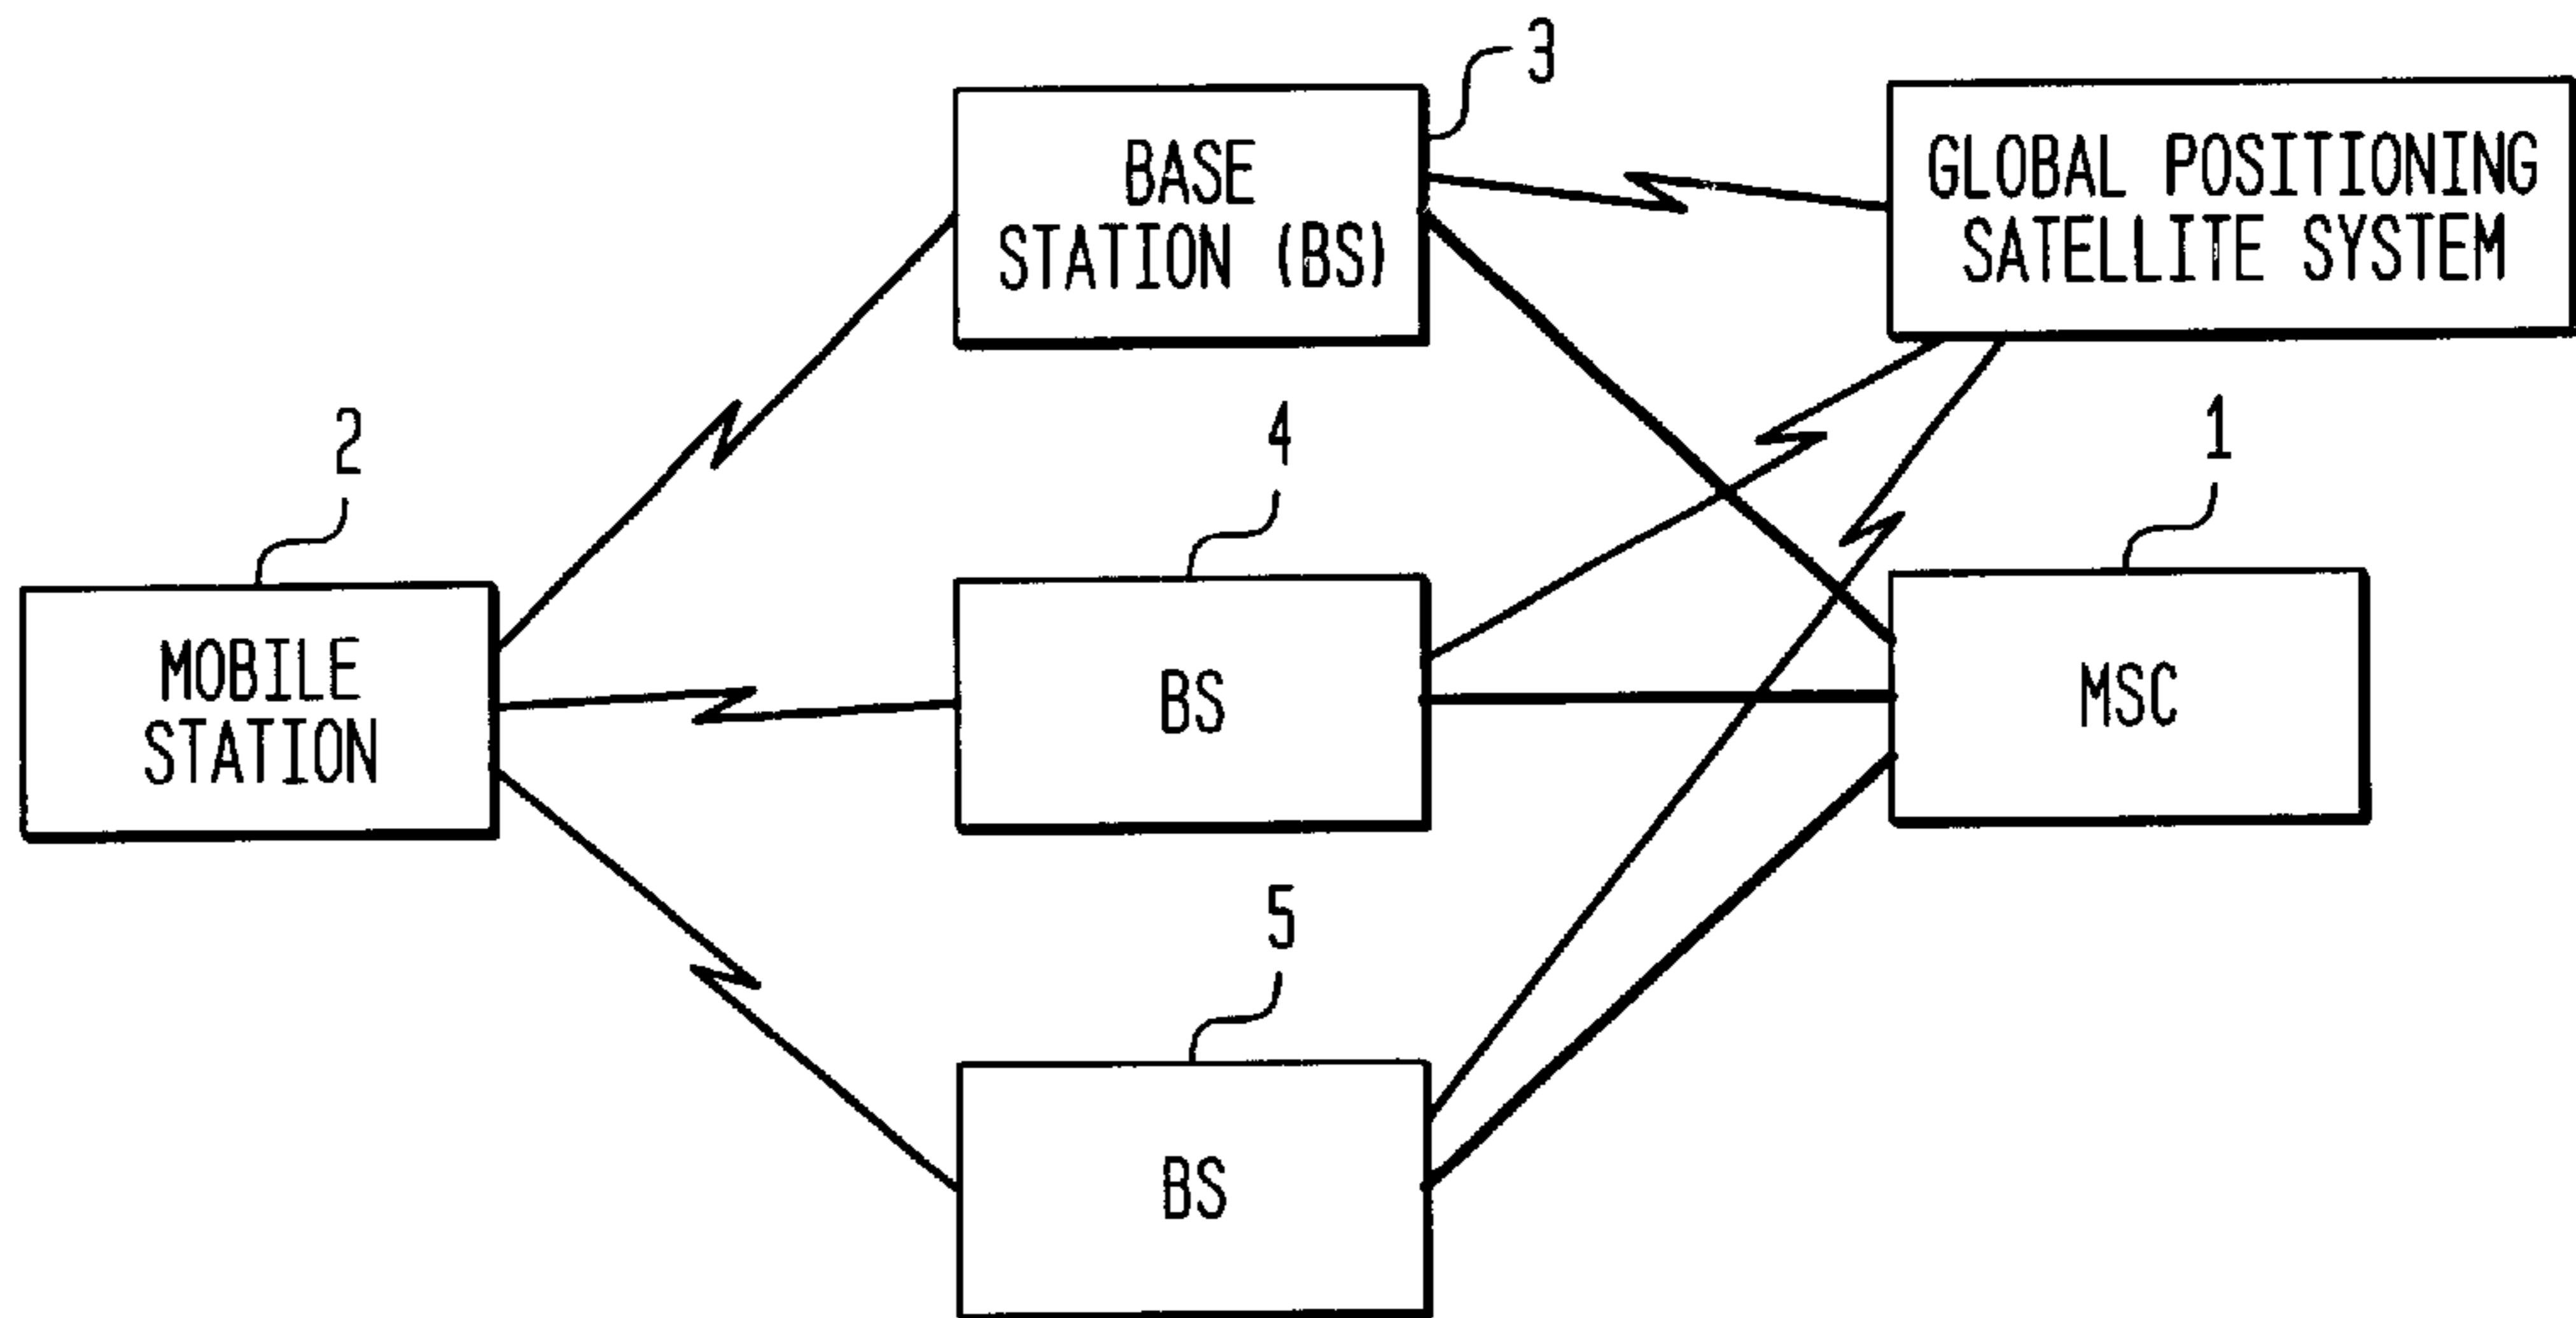 3
BASE
STATION (BS)
GLOBAL POSITIONING
SATELLITE SYSTEM
2
4
1
MOBILE
STATION
BS
MSC
5
BS